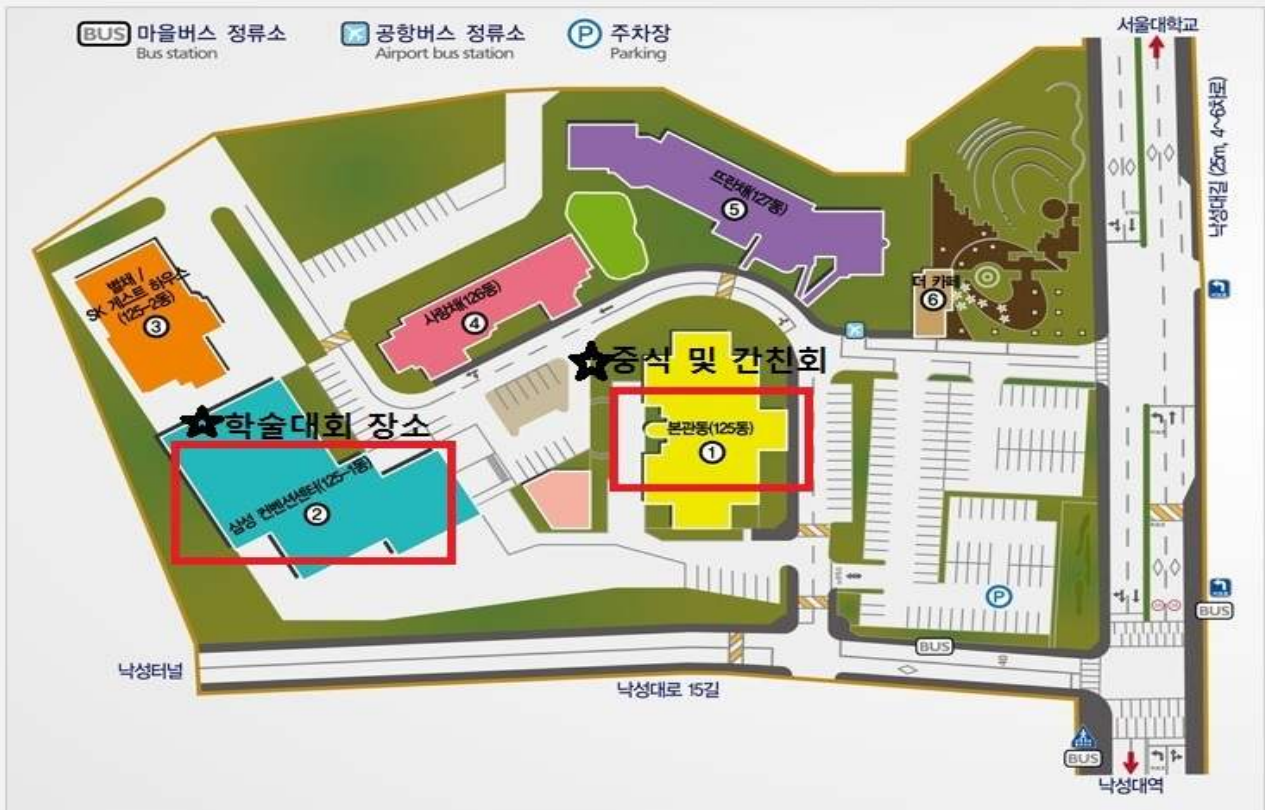 BUS 마을버스 정류소
Bus station
공항버스 정류소
Airport bus station
P 주차장
Parking
서울대학교
낙성대길 (25m, 4~6차로)
뜨란채(127동)
⑤
별채 /
SK 게스트 하우스
(125-2동)
③
사랑채(126동)
④
더 카페
⑥
중식 및 간친회
본관동(125동)
①
학술대회 장소
삼성 컨벤션센터(125-1동)
②
P
BUS
BUS
낙성터널
낙성대로 15길
BUS
낙성대역